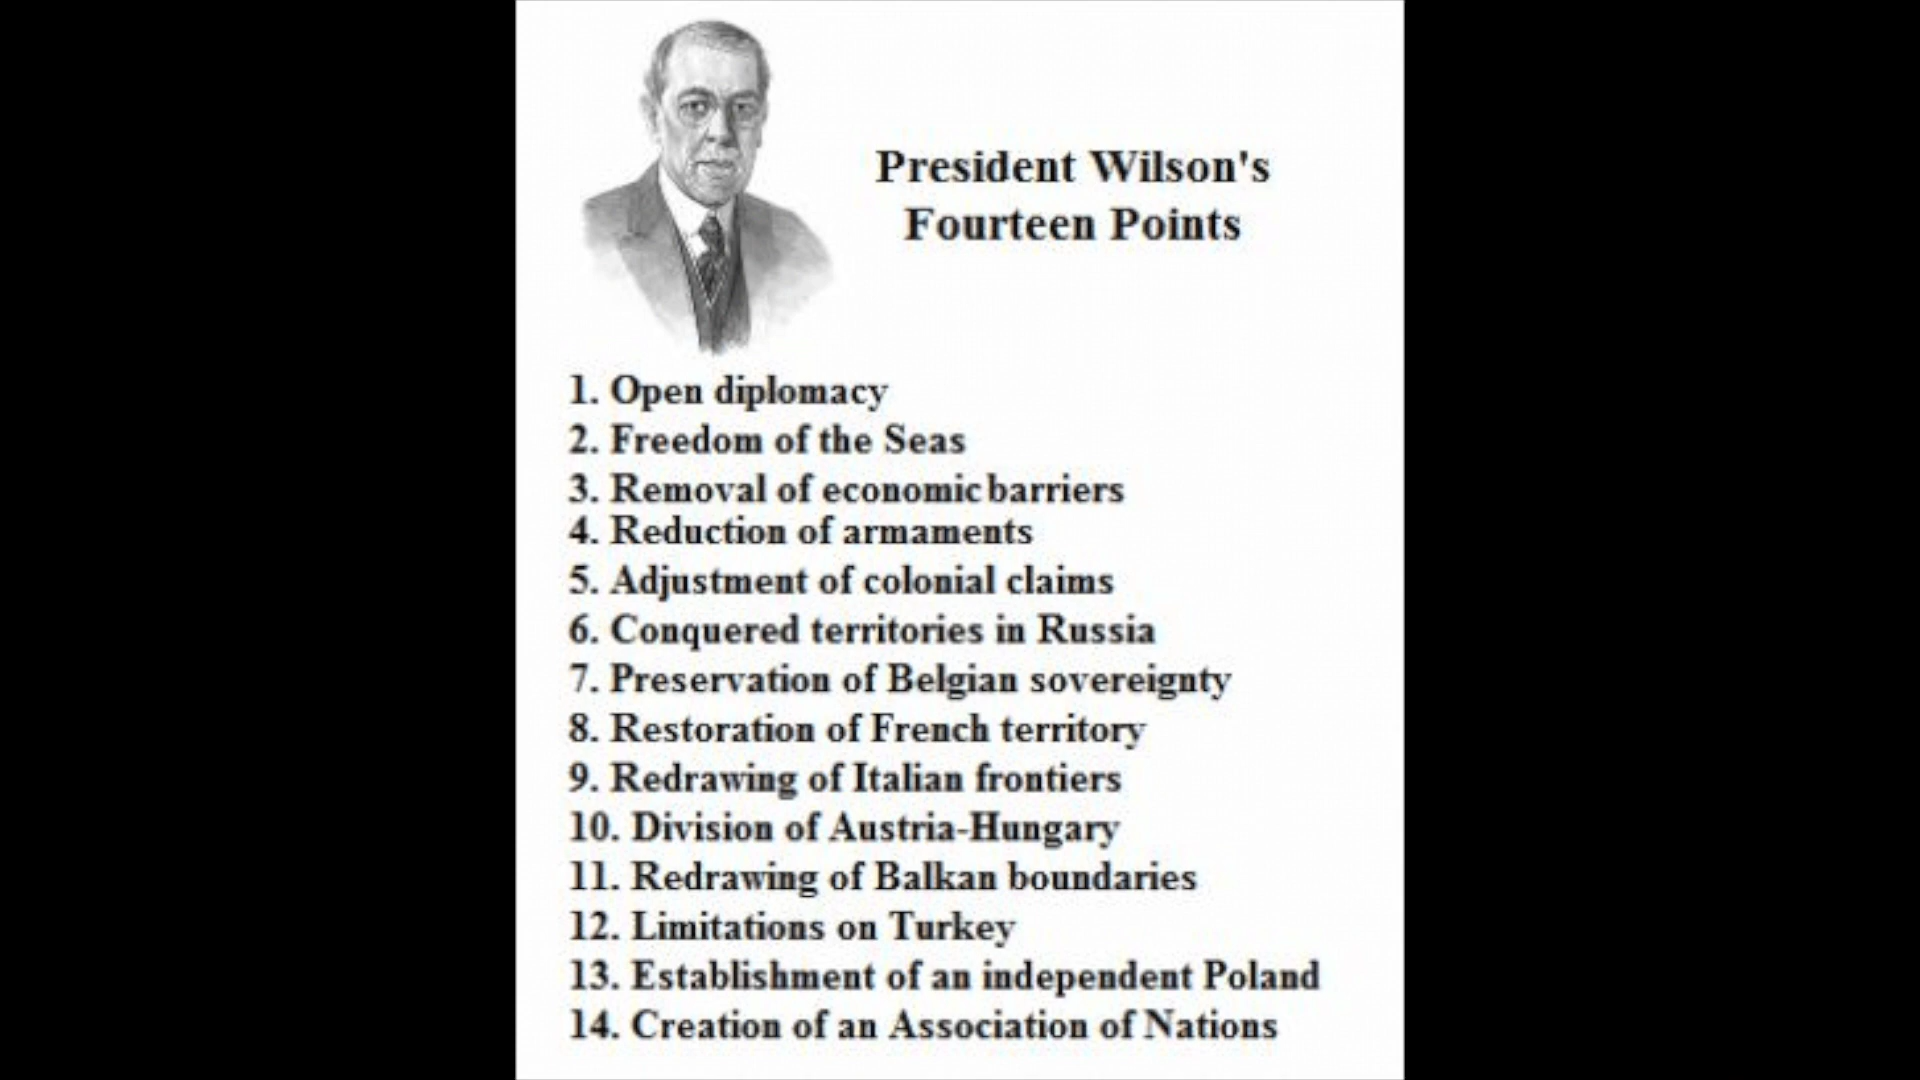 President Wilson's
Fourteen Points
1. Open diplomacy
2. Freedom of the Seas
3. Removal of economic barriers
4. Reduction of armaments
5. Adjustment of colonial claims
6. Conquered territories in Russia
7. Preservation of Belgian sovereignty
8. Restoration of French territory
9. Redrawing of Italian frontiers
10. Division of Austria-Hungary
11. Redrawing of Balkan boundaries
12. Limitations on Turkey
13. Establishment of an independent Poland
14. Creation of an Association of Nations